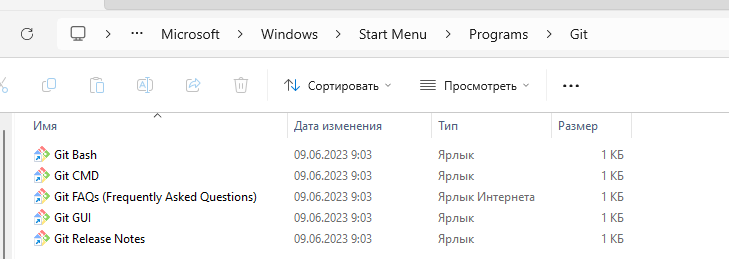 Microsoft Windows Start Menu Programs Git
Сортировать Просмотреть
Имя Дата изменения Тип Размер
Git Bash 09.06.2023 9:03 Ярлык 1 КБ
Git CMD 09.06.2023 9:03 Ярлык 1 КБ
Git FAQs (Frequently Asked Questions) 09.06.2023 9:03 Ярлык Интернета 1 КБ
Git GUI 09.06.2023 9:03 Ярлык 1 КБ
Git Release Notes 09.06.2023 9:03 Ярлык 1 КБ